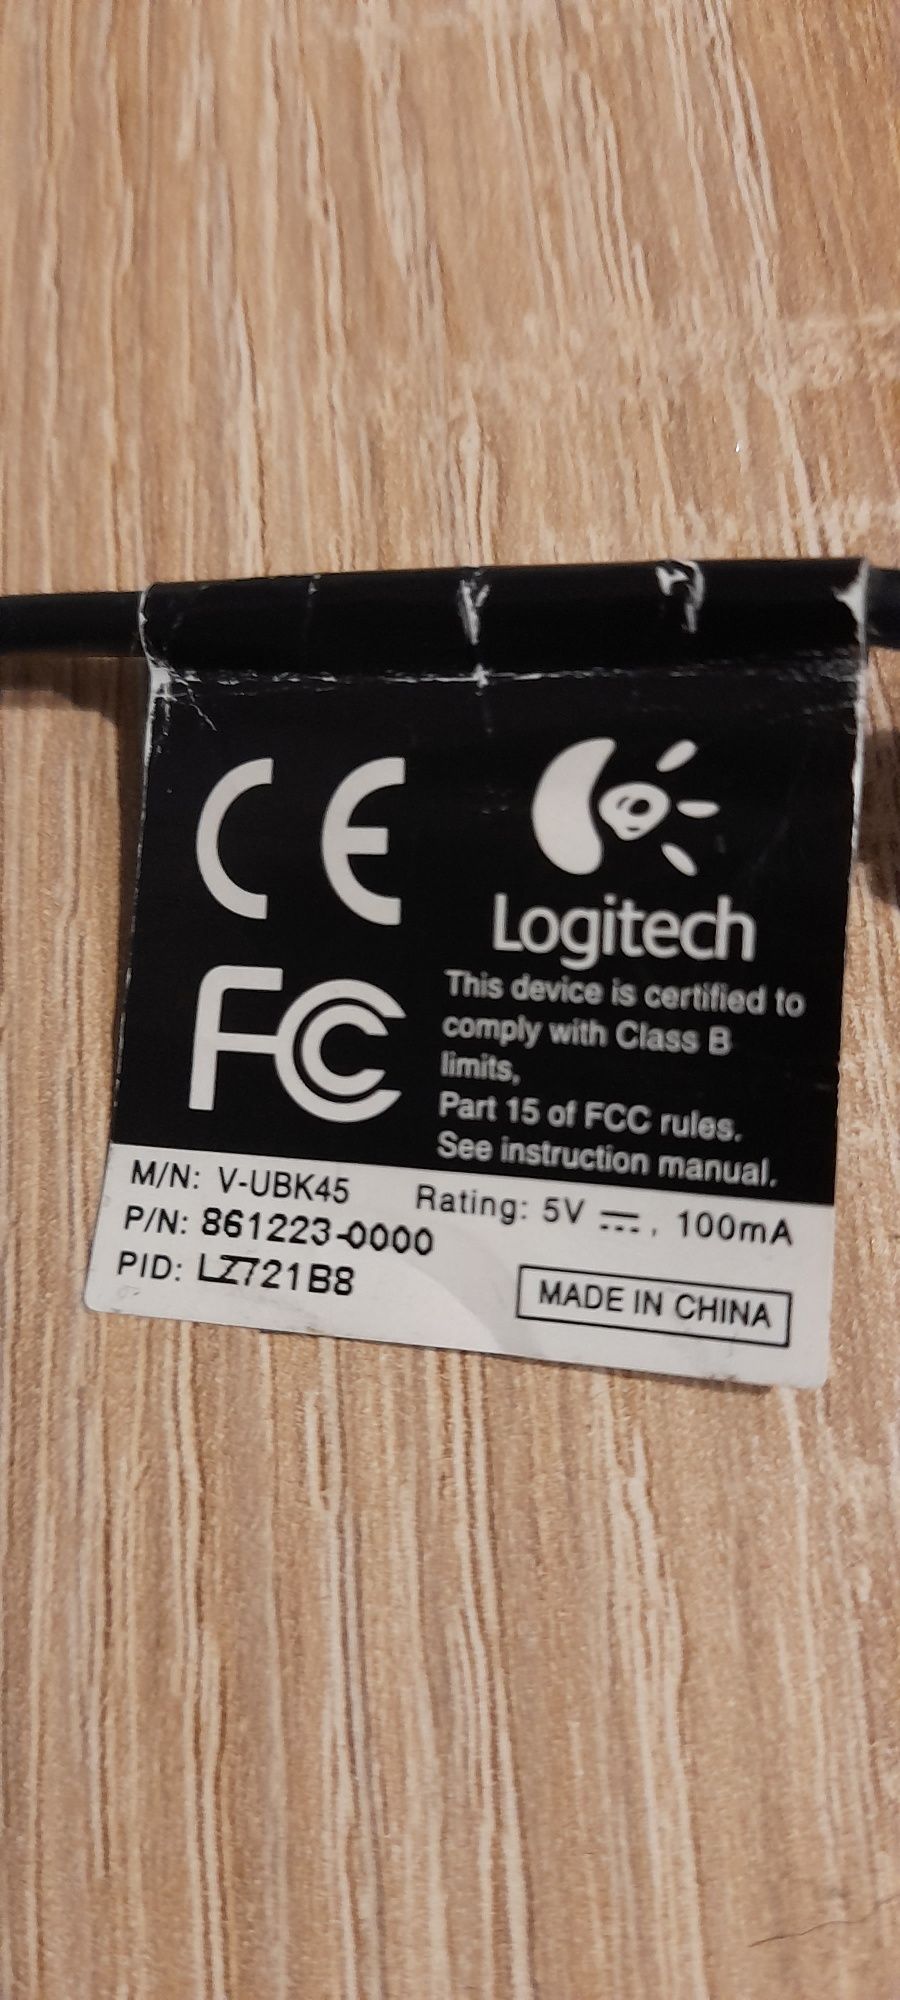 CE
Logitech
FC
This device is certified to
comply with Class B
limits,
Part 15 of FCC rules.
See instruction manual.
M/N: V-UBK45
Rating: 5V ⎓, 100mA
P/N: 861223-0000
PID: LZ721B8
MADE IN CHINA